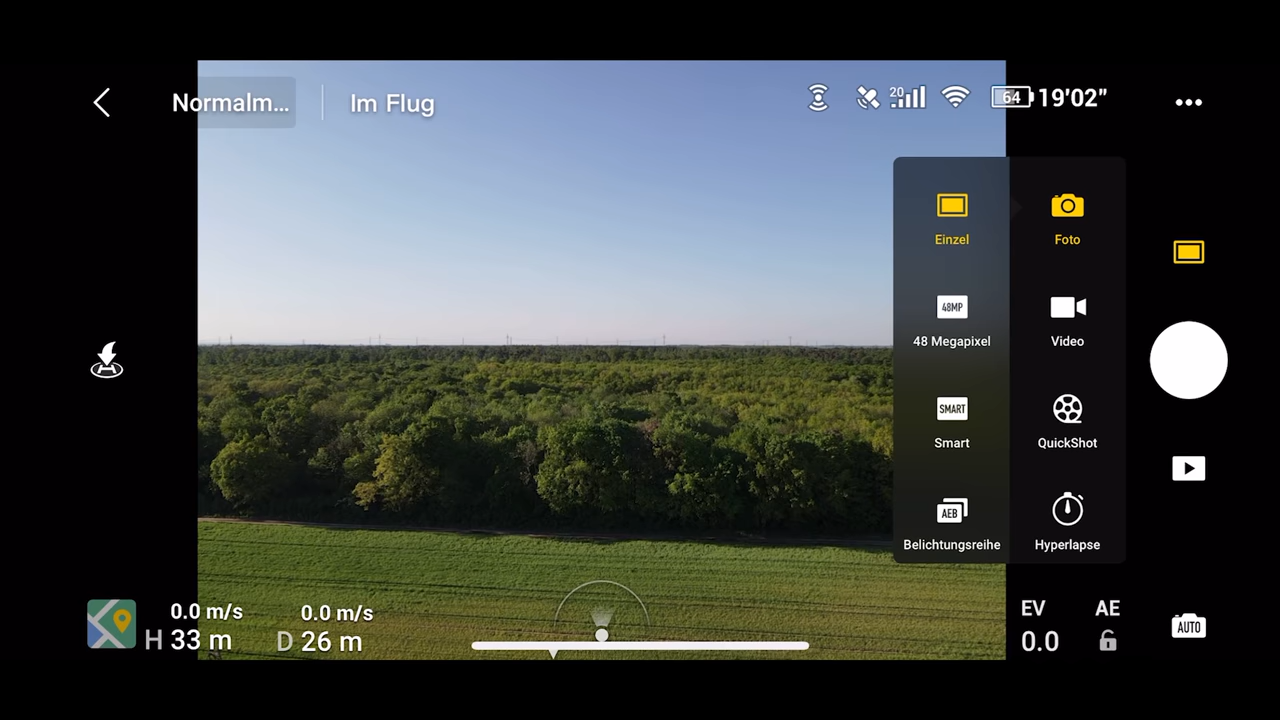 Normalm...
Im Flug
20
64
19'02"
Einzel
Foto
48MP
48 Megapixel
Video
SMART
Smart
QuickShot
AEB
Belichtungsreihe
Hyperlapse
0.0 m/s
0.0 m/s
H 33 m
D 26 m
EV
AE
0.0
AUTO